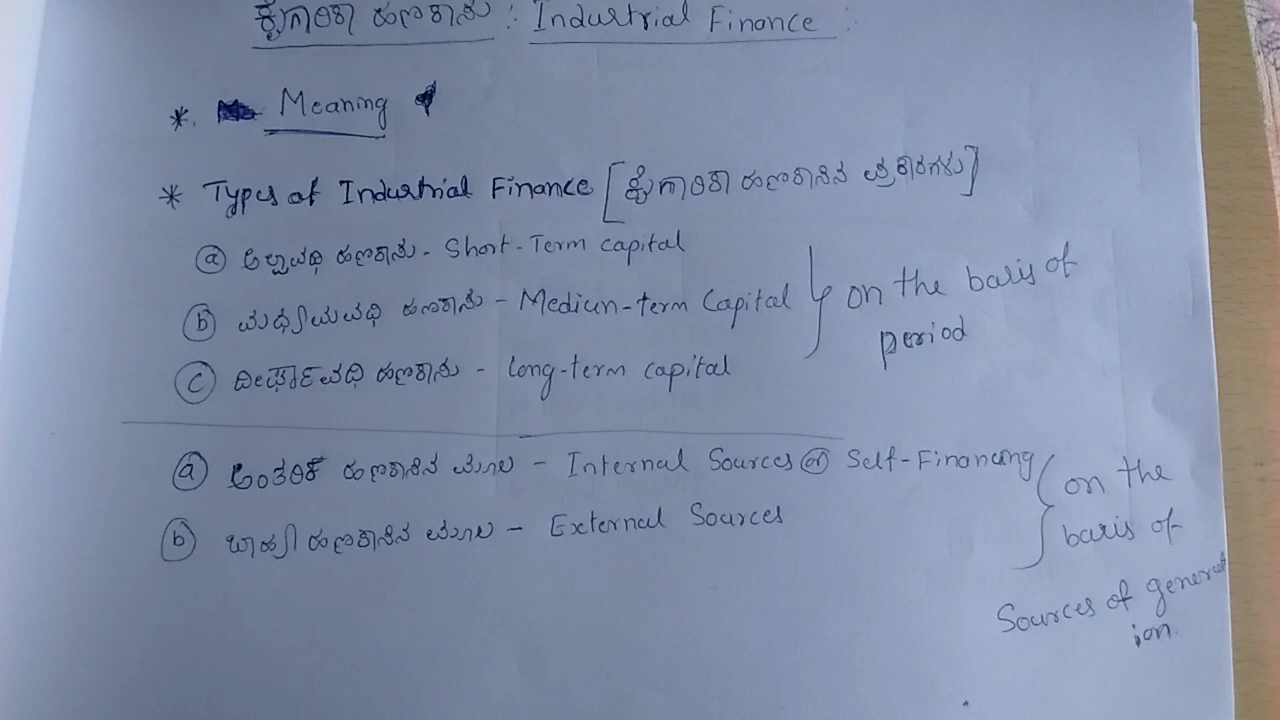 ಕೈಗಾರಿಕಾ ಹಣಕಾಸು : Industrial Finance
* Meaning
* Types of Industrial Finance [ಕೈಗಾರಿಕಾ ಹಣಕಾಸಿನ ಪ್ರಕಾರಗಳು]
ⓐ ಅಲ್ಪಾವಧಿ ಹಣಕಾಸು - Short-Term capital
ⓑ ಮಧ್ಯಮಾವಧಿ ಹಣಕಾಸು - Mediun-term Capital } on the basis of
period
ⓒ ದೀರ್ಘಾವಧಿ ಹಣಕಾಸು - long-term capital
ⓐ ಆಂತರಿಕ ಹಣಕಾಸಿನ ಮೂಲ - Internal Sources or Self-Financing } on the
ⓑ ಬಾಹ್ಯ ಹಣಕಾಸಿನ ಮೂಲ - External Sources
basis of
Sources of generat
ion.